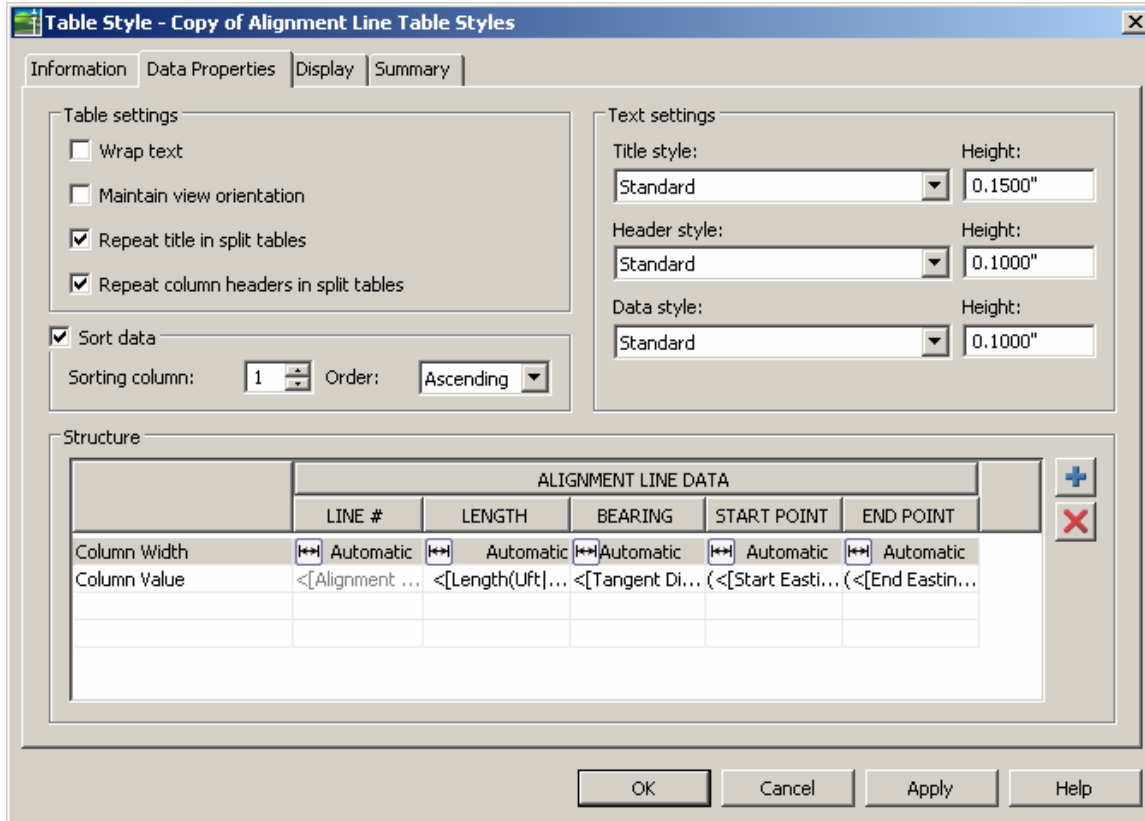 Table Style - Copy of Alignment Line Table Styles
Information Data Properties Display Summary
Table settings
Wrap text
Maintain view orientation
Repeat title in split tables
Repeat column headers in split tables
Sort data
Sorting column: 1 Order: Ascending
Text settings
Title style: Height:
Standard 0.1500"
Header style: Height:
Standard 0.1000"
Data style: Height:
Standard 0.1000"
Structure
ALIGNMENT LINE DATA
LINE # LENGTH BEARING START POINT END POINT
Column Width Automatic Automatic Automatic Automatic Automatic
Column Value <[Alignment ... <[Length(Uft|... <[Tangent Di... (<[Start Easti... (<[End Eastin...
OK Cancel Apply Help